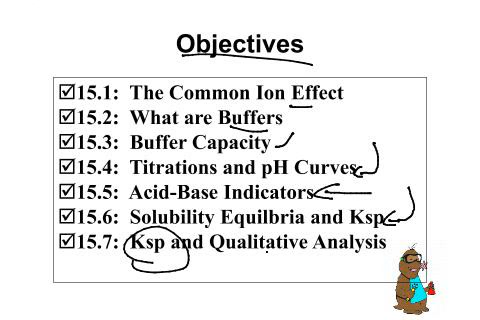 Objectives
☑15.1: The Common Ion Effect
☑15.2: What are Buffers
☑15.3: Buffer Capacity
☑15.4: Titrations and pH Curves
☑15.5: Acid-Base Indicators
☑15.6: Solubility Equilbria and Ksp
☑15.7: Ksp and Qualitative Analysis